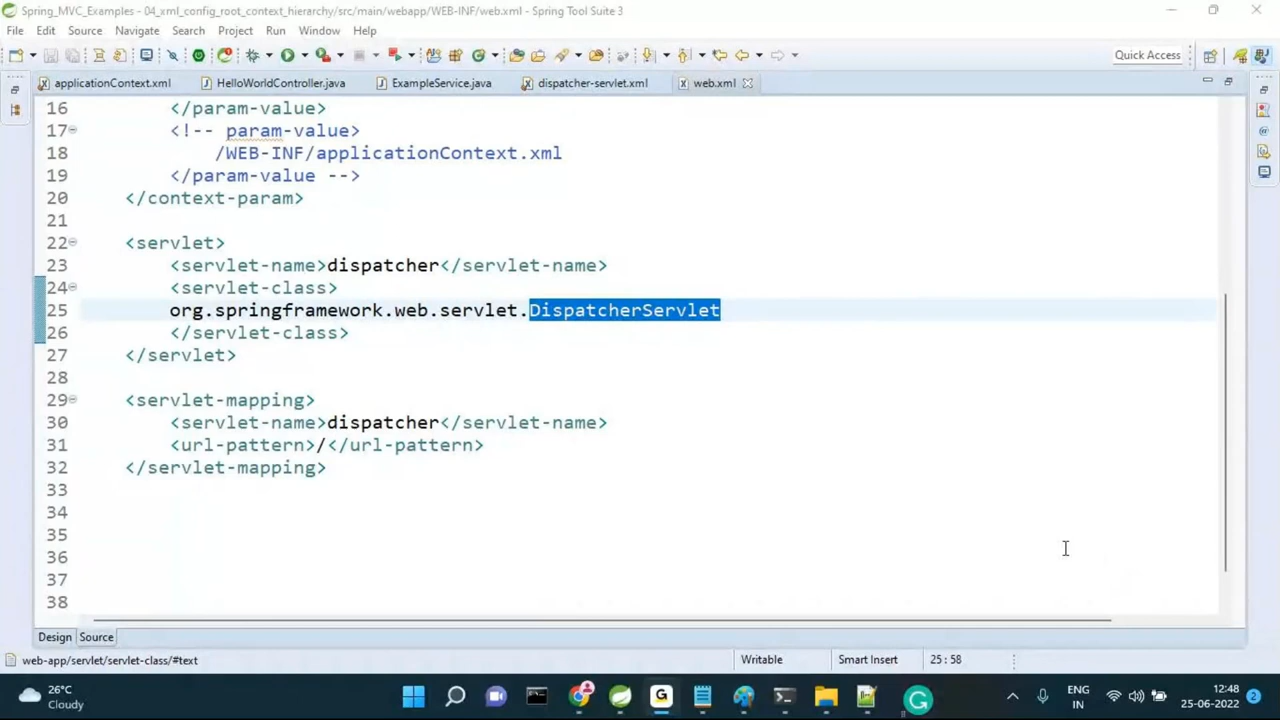 Spring_MVC_Examples - 04_xml_config_root_context_hierarchy/src/main/webapp/WEB-INF/web.xml - Spring Tool Suite 3
File Edit Source Navigate Search Project Run Window Help
Quick Access
applicationContext.xml HelloWorldController.java ExampleService.java dispatcher-servlet.xml web.xml
16 </param-value>
17 <!-- param-value>
18 /WEB-INF/applicationContext.xml
19 </param-value -->
20 </context-param>
21
22 <servlet>
23 <servlet-name>dispatcher</servlet-name>
24 <servlet-class>
25 org.springframework.web.servlet.DispatcherServlet
26 </servlet-class>
27 </servlet>
28
29 <servlet-mapping>
30 <servlet-name>dispatcher</servlet-name>
31 <url-pattern>/</url-pattern>
32 </servlet-mapping>
33
34
35
36
37
38
Design Source
web-app/servlet/servlet-class/#text Writable Smart Insert 25 : 58
26°C
Cloudy
ENG
IN
12:48
25-06-2022
2